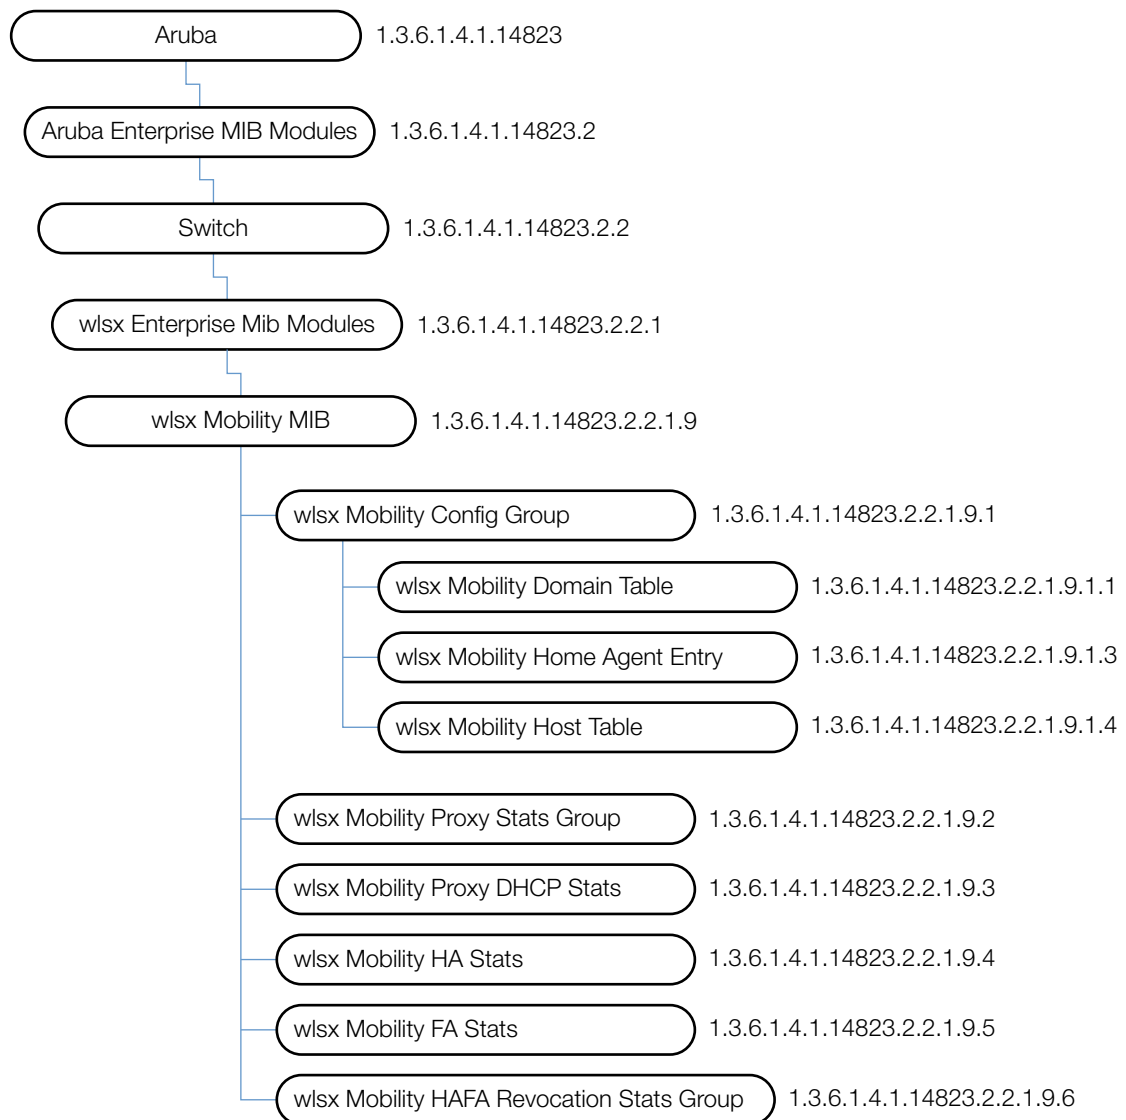 Aruba 1.3.6.1.4.1.14823
Aruba Enterprise MIB Modules 1.3.6.1.4.1.14823.2
Switch 1.3.6.1.4.1.14823.2.2
wlsx Enterprise Mib Modules 1.3.6.1.4.1.14823.2.2.1
wlsx Mobility MIB 1.3.6.1.4.1.14823.2.2.1.9
wlsx Mobility Config Group 1.3.6.1.4.1.14823.2.2.1.9.1
wlsx Mobility Domain Table 1.3.6.1.4.1.14823.2.2.1.9.1.1
wlsx Mobility Home Agent Entry 1.3.6.1.4.1.14823.2.2.1.9.1.3
wlsx Mobility Host Table 1.3.6.1.4.1.14823.2.2.1.9.1.4
wlsx Mobility Proxy Stats Group 1.3.6.1.4.1.14823.2.2.1.9.2
wlsx Mobility Proxy DHCP Stats 1.3.6.1.4.1.14823.2.2.1.9.3
wlsx Mobility HA Stats 1.3.6.1.4.1.14823.2.2.1.9.4
wlsx Mobility FA Stats 1.3.6.1.4.1.14823.2.2.1.9.5
wlsx Mobility HAFA Revocation Stats Group 1.3.6.1.4.1.14823.2.2.1.9.6